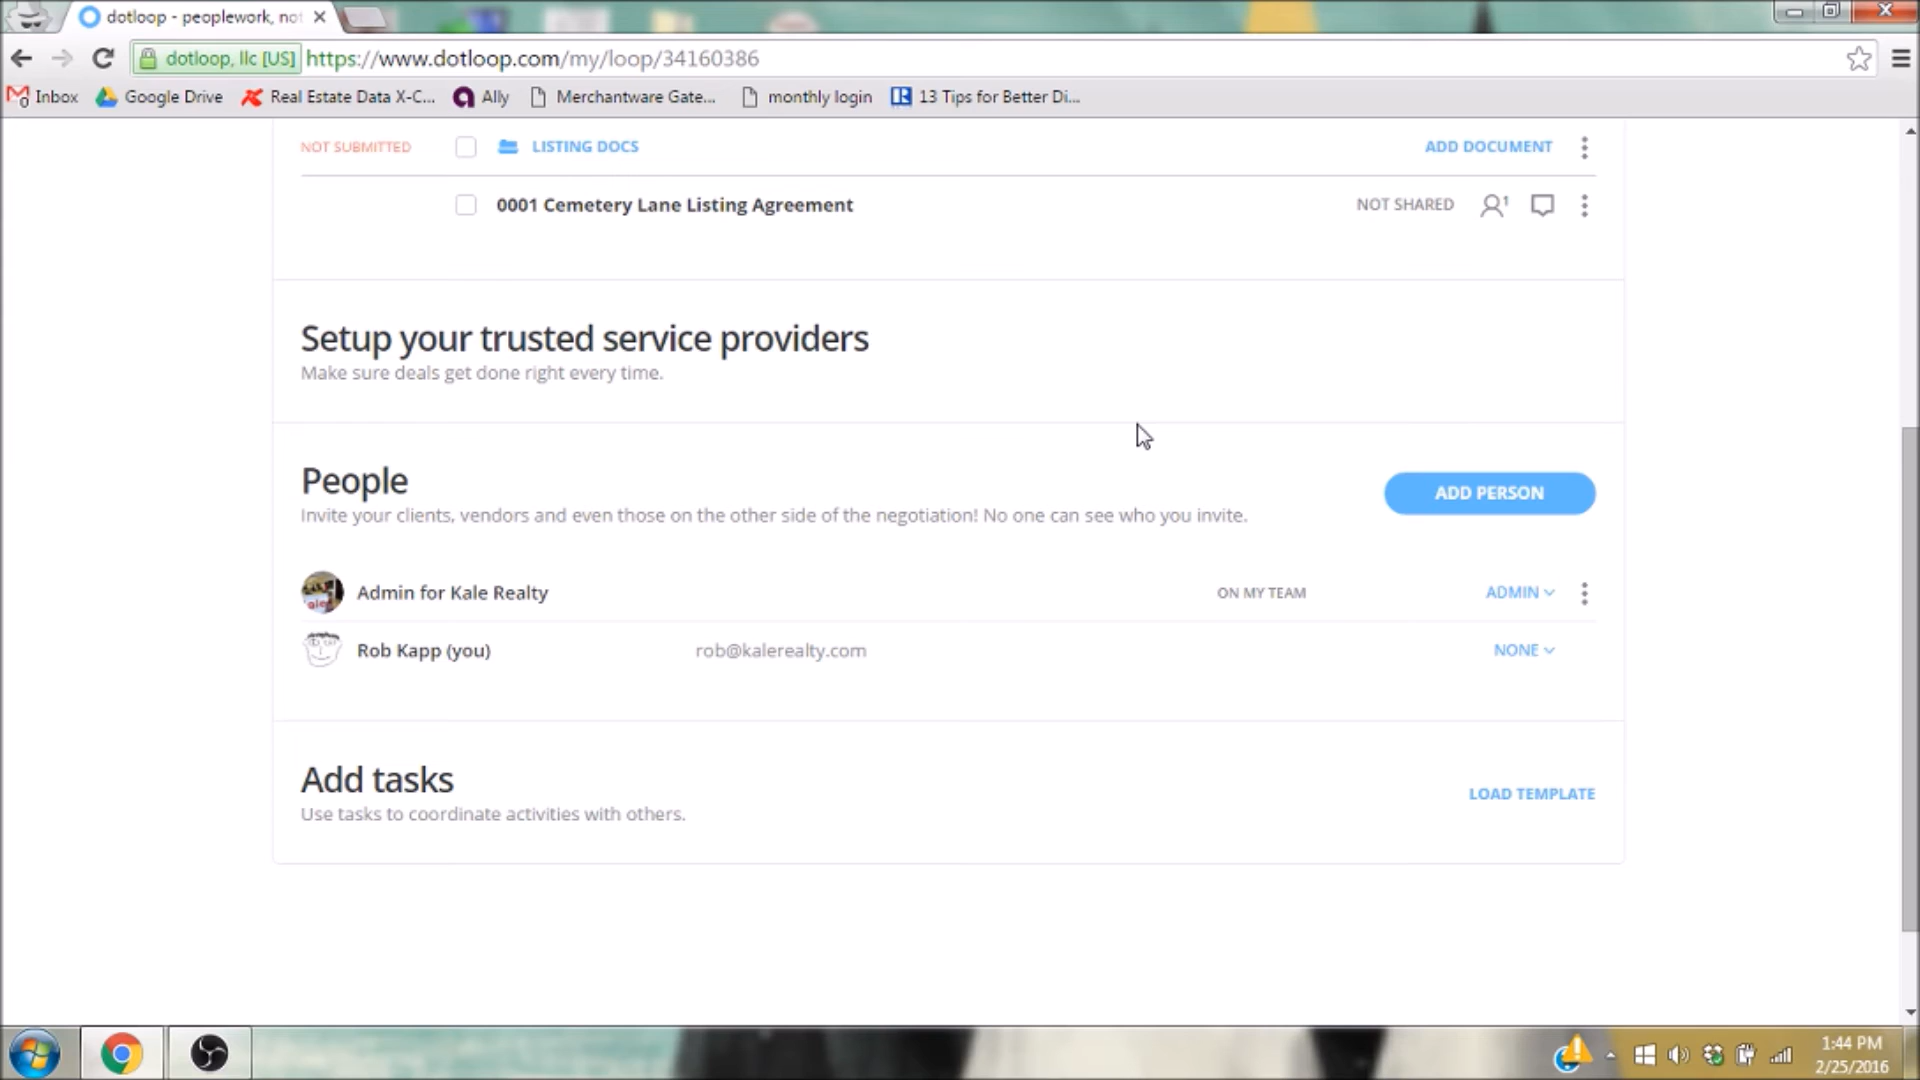 dotloop - peoplework, not
dotloop, llc [US] https://www.dotloop.com/my/loop/34160386
Inbox Google Drive Real Estate Data X-C... Ally Merchantware Gate... monthly login 13 Tips for Better Di...
NOT SUBMITTED LISTING DOCS ADD DOCUMENT
0001 Cemetery Lane Listing Agreement NOT SHARED 1
Setup your trusted service providers
Make sure deals get done right every time.
People
ADD PERSON
Invite your clients, vendors and even those on the other side of the negotiation! No one can see who you invite.
Admin for Kale Realty ON MY TEAM ADMIN
Rob Kapp (you) rob@kalerealty.com NONE
Add tasks
LOAD TEMPLATE
Use tasks to coordinate activities with others.
1:44 PM
2/25/2016